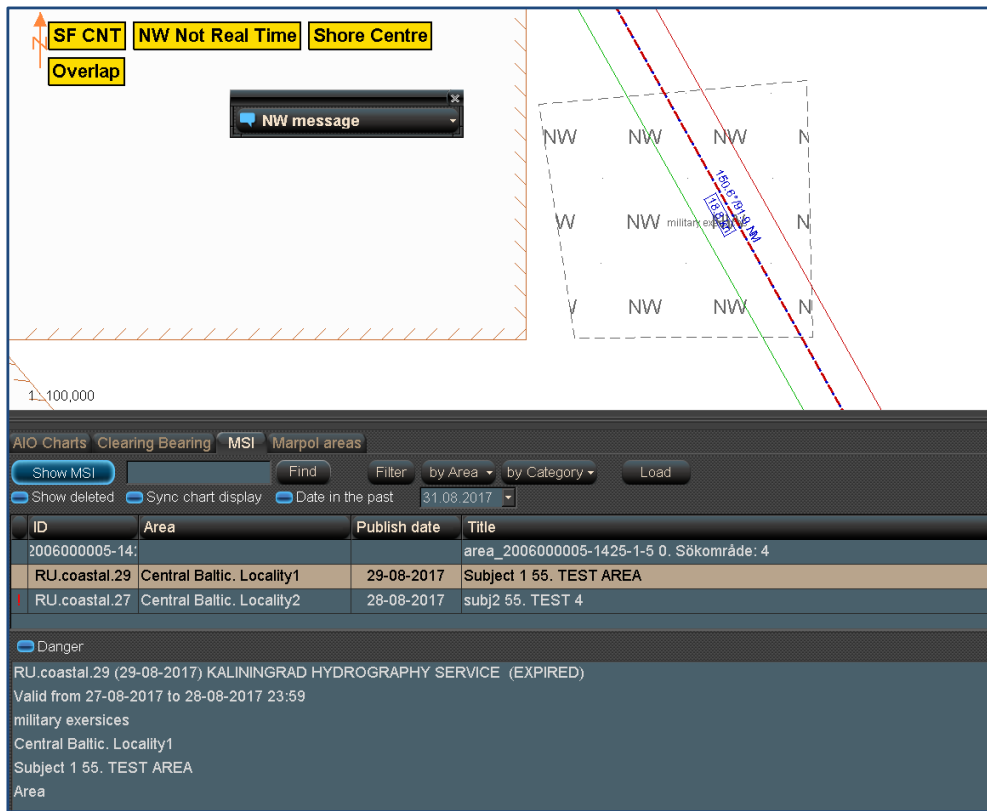 N
SF CNT
NW Not Real Time
Shore Centre
Overlap
NW message
NW NW NW N
150.6°/91.9 NM
W NW military NW N
NW NW N
100,000
AIO Charts Clearing Bearing MSI Marpol areas
Show MSI Find Filter by Area by Category Load
Show deleted Sync chart display Date in the past 31.08.2017
ID Area Publish date Title
2006000005-14: area_2006000005-1425-1-5 0. Sökområde: 4
RU.coastal.29 Central Baltic. Locality1 29-08-2017 Subject 1 55. TEST AREA
! RU.coastal.27 Central Baltic. Locality2 28-08-2017 subj2 55. TEST 4
Danger
RU.coastal.29 (29-08-2017) KALININGRAD HYDROGRAPHY SERVICE (EXPIRED)
Valid from 27-08-2017 to 28-08-2017 23:59
military exersices
Central Baltic. Locality1
Subject 1 55. TEST AREA
Area